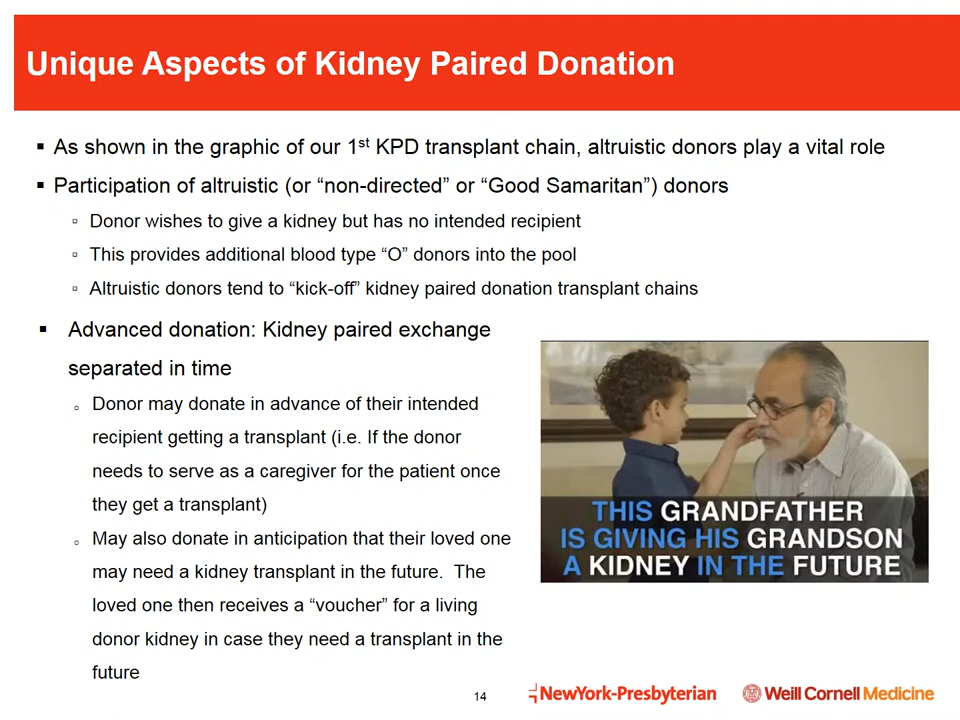 Unique Aspects of Kidney Paired Donation
▪ As shown in the graphic of our 1st KPD transplant chain, altruistic donors play a vital role
▪ Participation of altruistic (or “non-directed” or “Good Samaritan”) donors
▫ Donor wishes to give a kidney but has no intended recipient
▫ This provides additional blood type “O” donors into the pool
▫ Altruistic donors tend to “kick-off” kidney paired donation transplant chains
▪ Advanced donation: Kidney paired exchange
separated in time
○ Donor may donate in advance of their intended
recipient getting a transplant (i.e. If the donor
needs to serve as a caregiver for the patient once
they get a transplant)
○ May also donate in anticipation that their loved one
may need a kidney transplant in the future.  The
loved one then receives a “voucher” for a living
donor kidney in case they need a transplant in the
future
THIS GRANDFATHER
IS GIVING HIS GRANDSON
A KIDNEY IN THE FUTURE
14
NewYork-Presbyterian
Weill Cornell Medicine